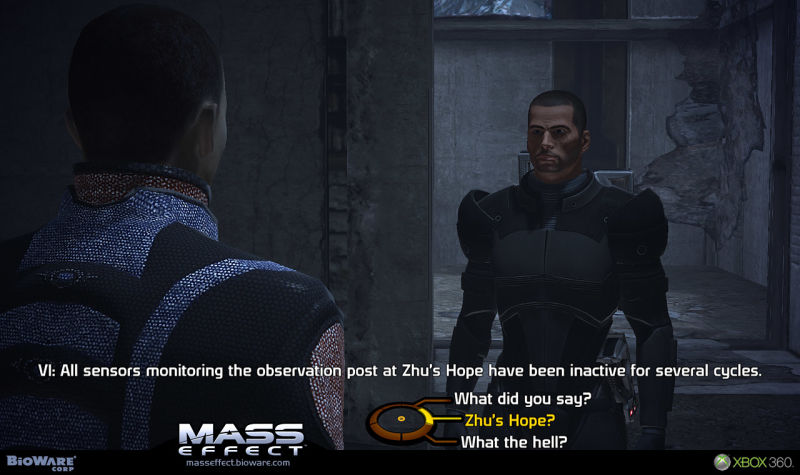 VI: All sensors monitoring the observation post at Zhu's Hope have been inactive for several cycles.
What did you say?
Zhu's Hope?
What the hell?
MASS
EFFECT
masseffect.bioware.com
BIOWARE
CORP
XBOX 360